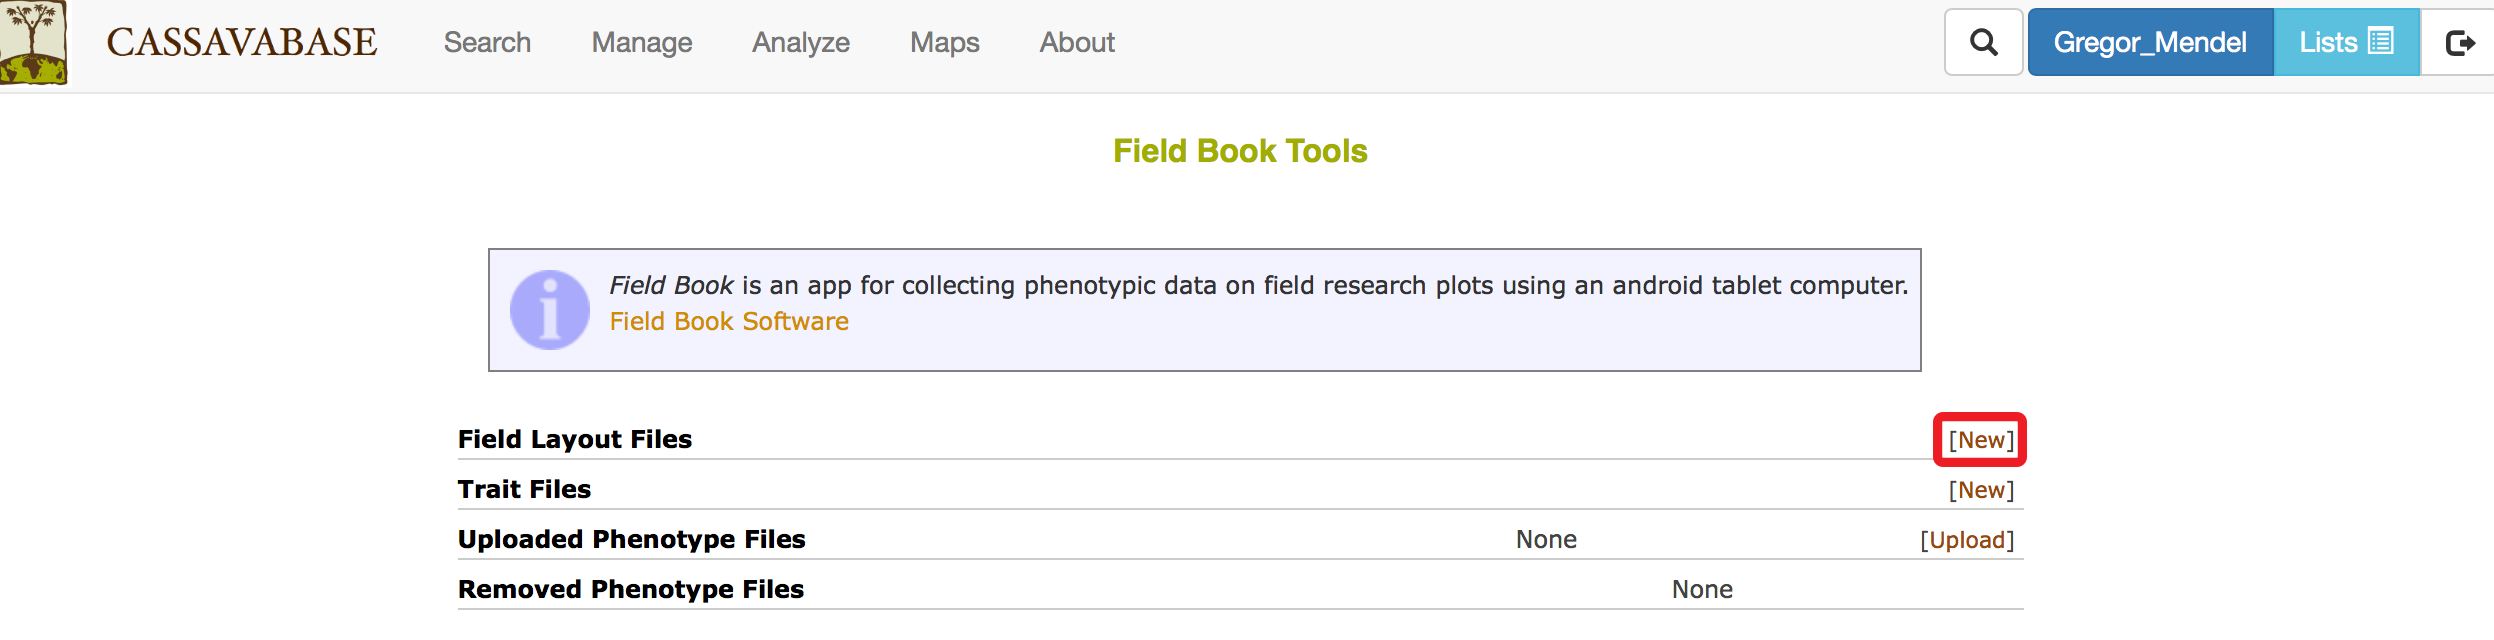 CASSAVABASE Search Manage Analyze Maps About Gregor_Mendel Lists
Field Book Tools
Field Book is an app for collecting phenotypic data on field research plots using an android tablet computer.
Field Book Software
Field Layout Files [New]
Trait Files [New]
Uploaded Phenotype Files None [Upload]
Removed Phenotype Files None